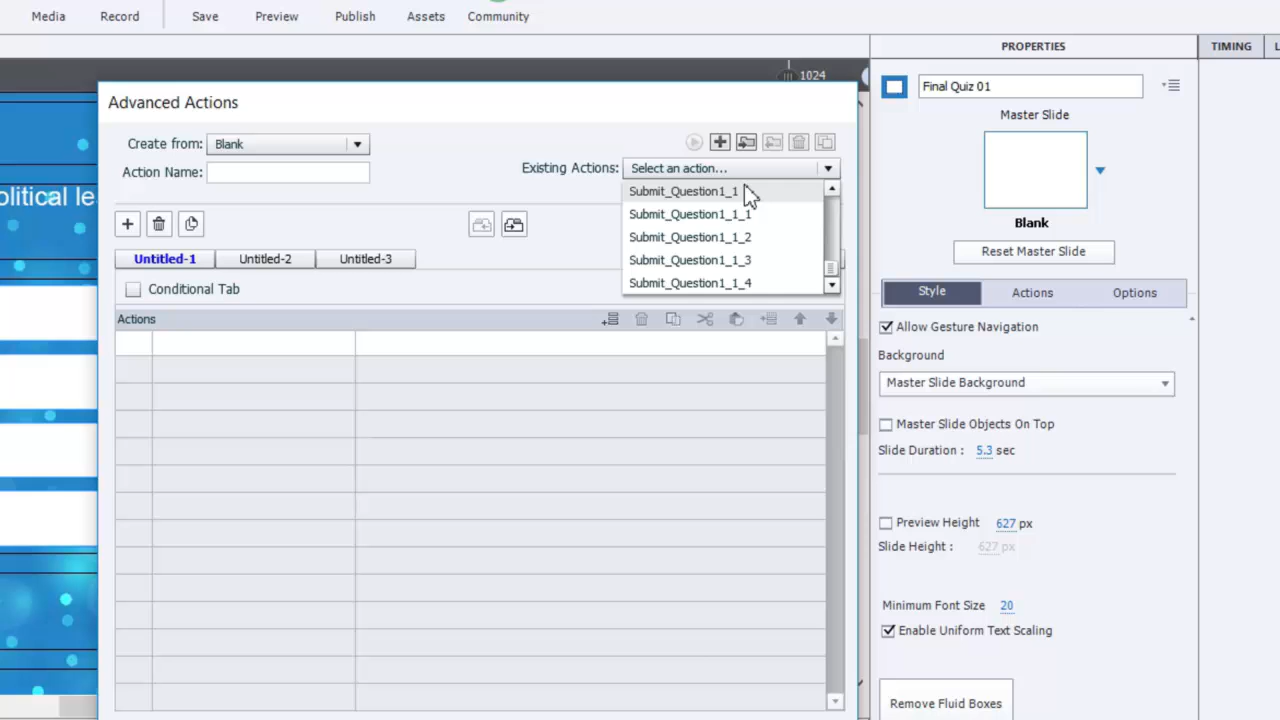 Media Record Save Preview Publish Assets Community
PROPERTIES TIMING
1024
Advanced Actions
Final Quiz 01
Master Slide
Create from: Blank
Existing Actions: Select an action...
Action Name:
Submit_Question1_1
olitical le
Submit_Question1_1_1
Blank
Submit_Question1_1_2
Reset Master Slide
Untitled-1 Untitled-2 Untitled-3
Submit_Question1_1_3
Submit_Question1_1_4
Conditional Tab
Style Actions Options
Actions
Allow Gesture Navigation
Background
Master Slide Background
Master Slide Objects On Top
Slide Duration : 5.3 sec
Preview Height 627 px
Slide Height : 627 px
Minimum Font Size 20
Enable Uniform Text Scaling
Remove Fluid Boxes